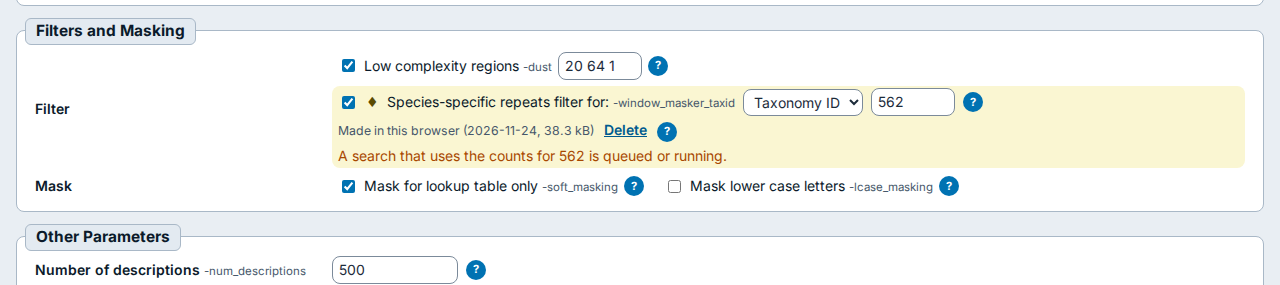 Filters and Masking
Low complexity regions -dust 20 64 1 ?
Filter
♦ Species-specific repeats filter for: -window_masker_taxid Taxonomy ID 562 ?
Made in this browser (2026-11-24, 38.3 kB) Delete ?
A search that uses the counts for 562 is queued or running.
Mask Mask for lookup table only -soft_masking ? Mask lower case letters -lcase_masking ?
Other Parameters
Number of descriptions -num_descriptions 500 ?